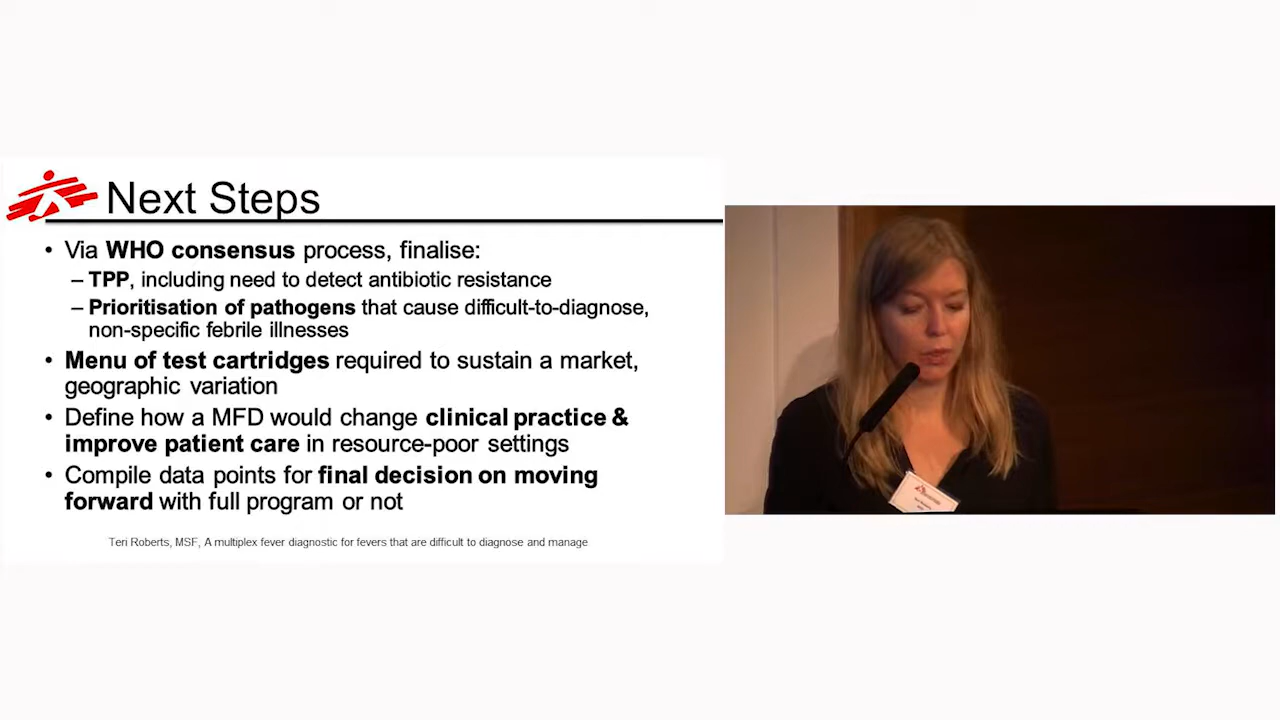 Next Steps
• Via WHO consensus process, finalise:
– TPP, including need to detect antibiotic resistance
– Prioritisation of pathogens that cause difficult-to-diagnose,
non-specific febrile illnesses
• Menu of test cartridges required to sustain a market,
geographic variation
• Define how a MFD would change clinical practice &
improve patient care in resource-poor settings
• Compile data points for final decision on moving
forward with full program or not
Teri Roberts, MSF, A multiplex fever diagnostic for fevers that are difficult to diagnose and manage